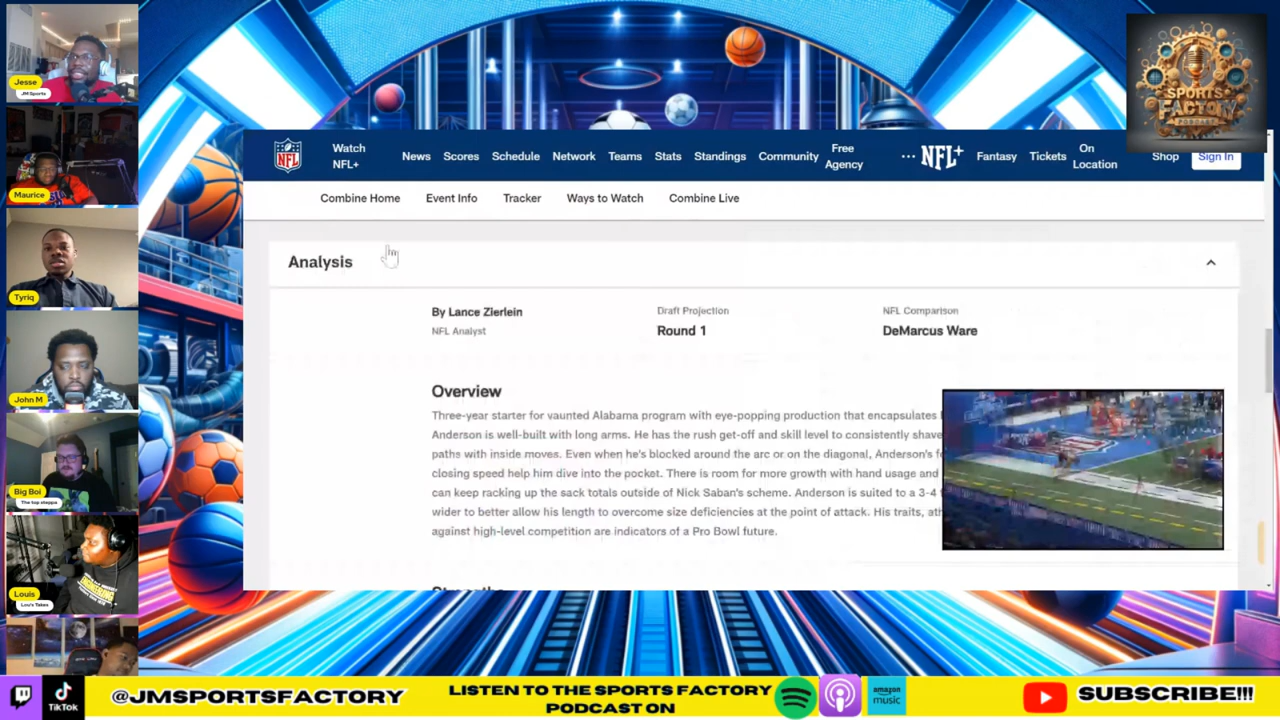 Jesse
JM Sports
Maurice
Tyriq
John M
Big Boi
The top steppa
Louis
Lou's Takes
SPORTS
FACTORY
PODCAST
NFL
Watch
NFL+
News
Scores
Schedule
Network
Teams
Stats
Standings
Community
Free
Agency
NFL+
Fantasy
Tickets
On
Location
Shop
Sign In
Combine Home
Event Info
Tracker
Ways to Watch
Combine Live
Analysis
By Lance Zierlein
NFL Analyst
Draft Projection
Round 1
NFL Comparison
DeMarcus Ware
Overview
Three-year starter for vaunted Alabama program with eye-popping production that encapsulates
Anderson is well-built with long arms. He has the rush get-off and skill level to consistently shave
paths with inside moves. Even when he's blocked around the arc or on the diagonal, Anderson's
closing speed help him dive into the pocket. There is room for more growth with hand usage and
can keep racking up the sack totals outside of Nick Saban's scheme. Anderson is suited to a 3-4
wider to better allow his length to overcome size deficiencies at the point of attack. His traits,
against high-level competition are indicators of a Pro Bowl future.
TikTok
@JMSPORTSFACTORY
LISTEN TO THE SPORTS FACTORY
PODCAST ON
amazon
music
SUBSCRIBE!!!